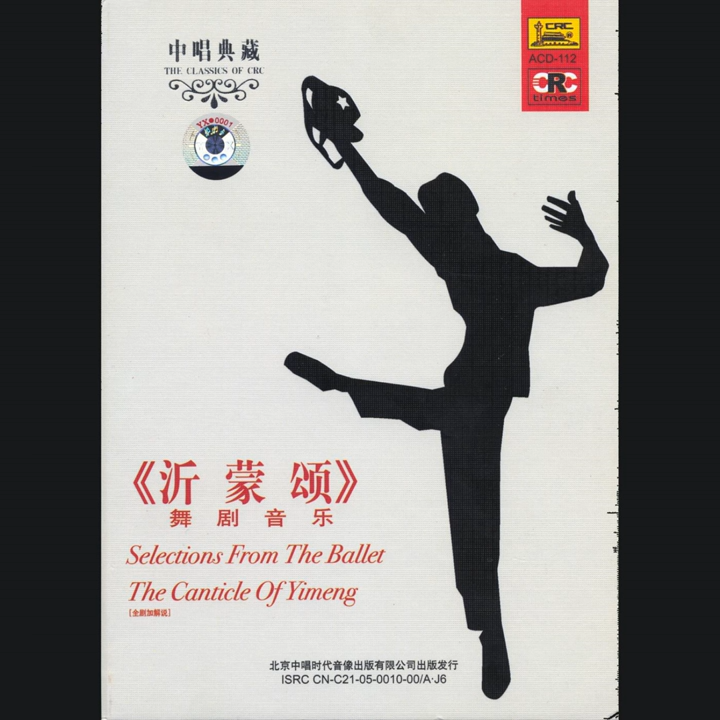 中唱典藏
THE CLASSICS OF CRC
YX●0001
CRC
ACD-112
CRC
times
《沂蒙颂》
舞剧音乐
Selections From The Ballet
The Canticle Of Yimeng
[全剧加解说]
北京中唱时代音像出版有限公司出版发行
ISRC CN-C21-05-0010-00/A·J6